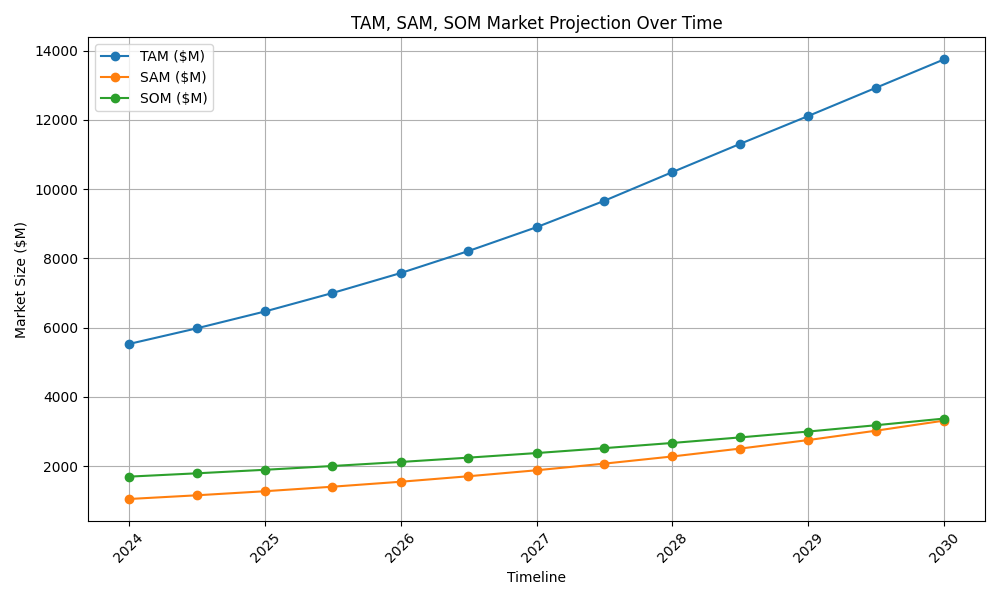 TAM, SAM, SOM Market Projection Over Time
TAM ($M)
SAM ($M)
SOM ($M)
Market Size ($M)
14000
12000
10000
8000
6000
4000
2000
2024
2025
2026
2027
2028
2029
2030
Timeline